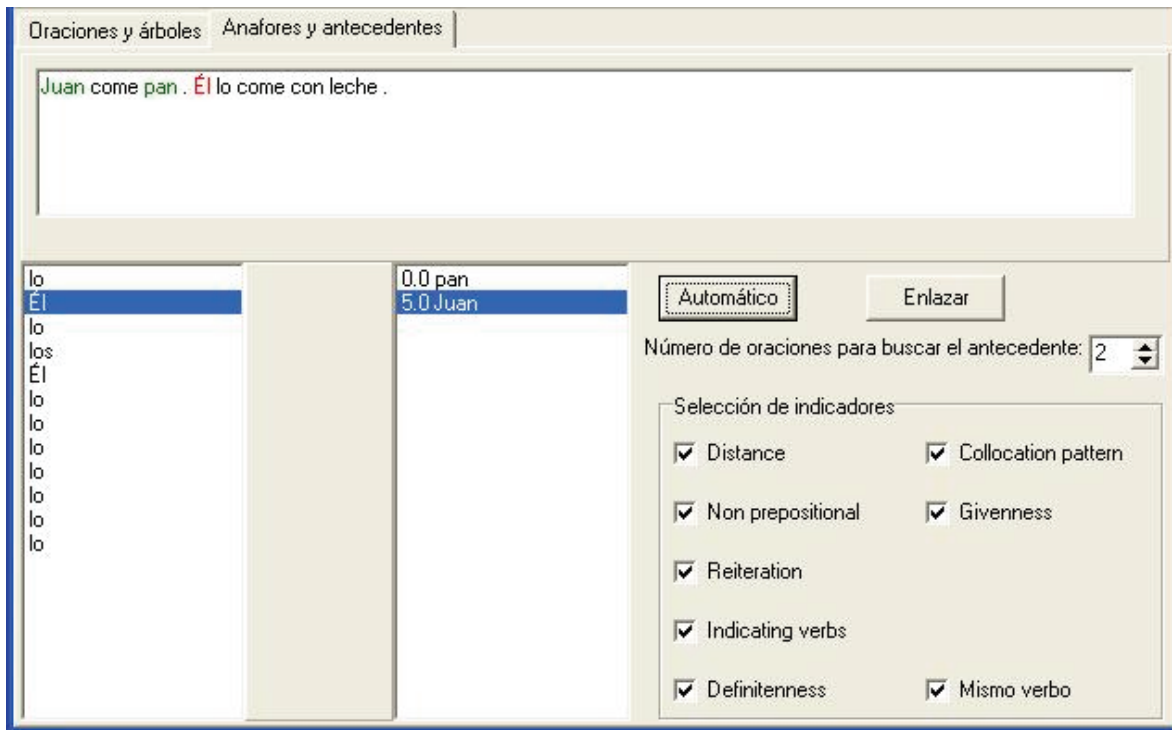 Oraciones y árboles
Anafores y antecedentes
Juan come pan . Él lo come con leche .
lo
Él
lo
los
Él
lo
lo
lo
lo
lo
lo
lo
0.0 pan
5.0 Juan
Automático
Enlazar
Número de oraciones para buscar el antecedente: 2
Selección de indicadores
Distance
Collocation pattern
Non prepositional
Givenness
Reiteration
Indicating verbs
Definitenness
Mismo verbo